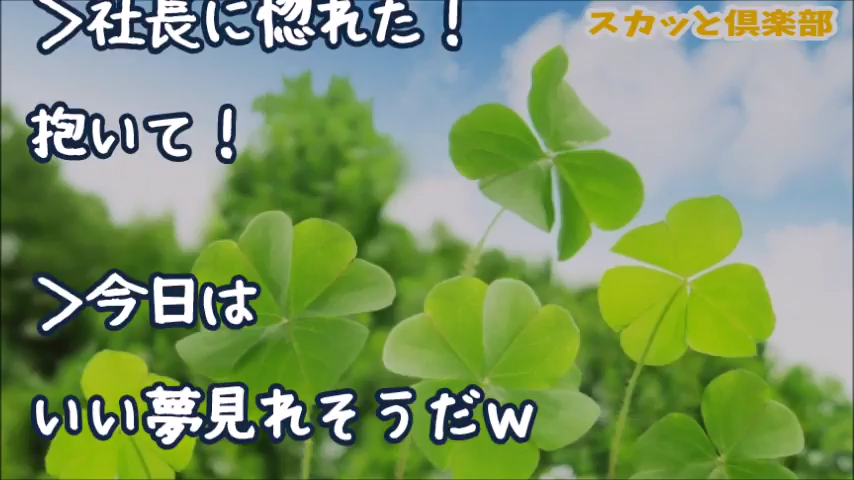 ＞社長に惚れた！
スカッと倶楽部
抱いて！
＞今日は
いい夢見れそうだｗ